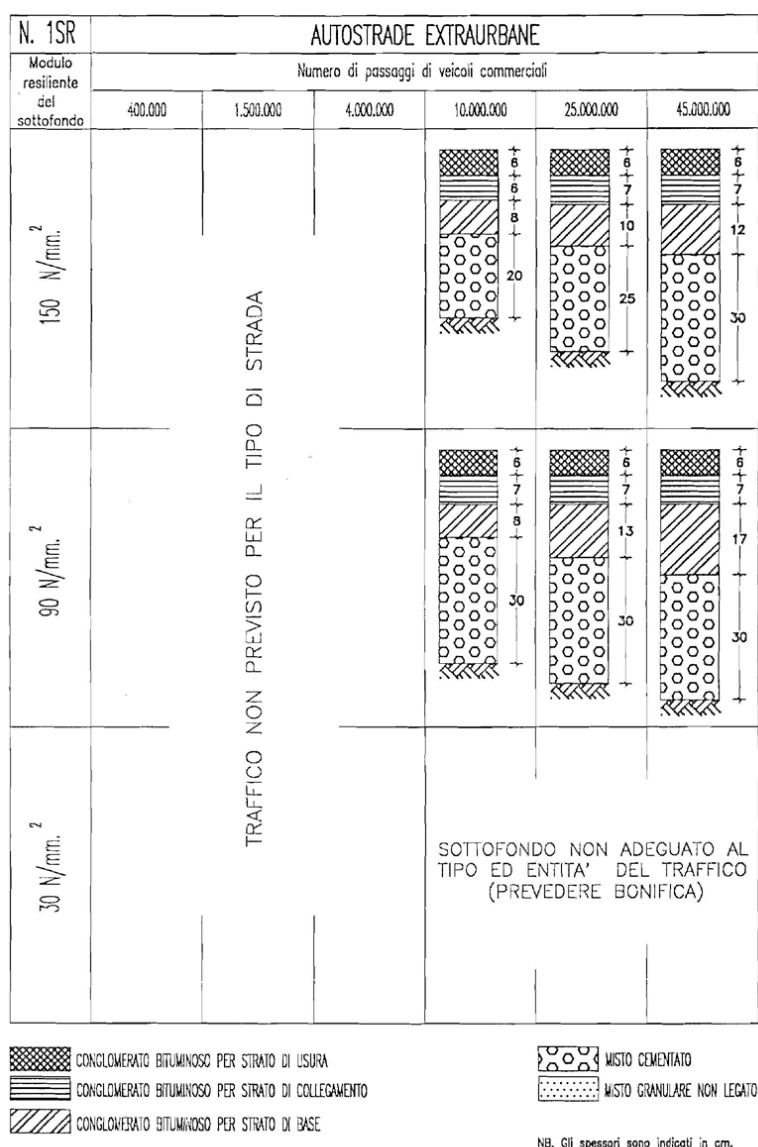 N. 1SR
AUTOSTRADE EXTRAURBANE
Modulo
resiliente
del
sottofondo
Numero di passaggi di veicoli commerciali
400.000 1.500.000 4.000.000 10.000.000 25.000.000 45.000.000
150 N/mm.²
6 6 6
6 7 7
8 10 12
20 25 30
90 N/mm.²
6 6 6
7 7 7
8 13 17
30 30 30
30 N/mm.²
TRAFFICO NON PREVISTO PER IL TIPO DI STRADA
SOTTOFONDO NON ADEGUATO AL
TIPO ED ENTITA' DEL TRAFFICO
(PREVEDERE BONIFICA)
CONGLOMERATO BITUMINOSO PER STRATO DI USURA
CONGLOMERATO BITUMINOSO PER STRATO DI COLLEGAMENTO
CONGLOMERATO BITUMINOSO PER STRATO DI BASE
MISTO CEMENTATO
MISTO GRANULARE NON LEGATO
NB. Gli spessori sono indicati in cm.